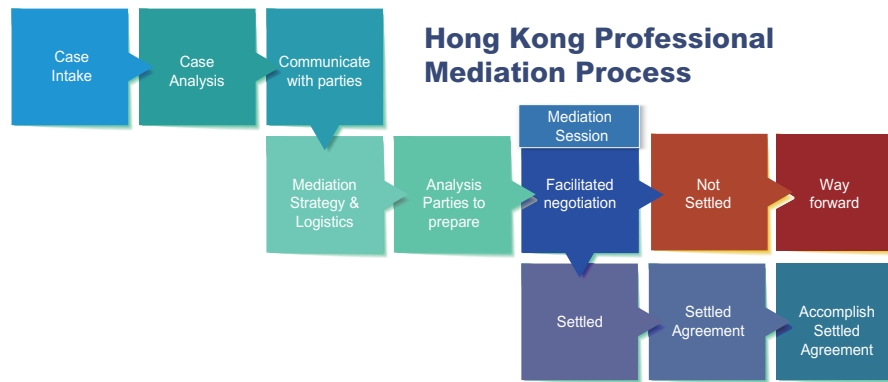 Hong Kong Professional
Mediation Process
Case
Intake
Case
Analysis
Communicate
with parties
Mediation
Strategy &
Logistics
Analysis
Parties to
prepare
Mediation
Session
Facilitated
negotiation
Not
Settled
Way
forward
Settled
Settled
Agreement
Accomplish
Settled
Agreement